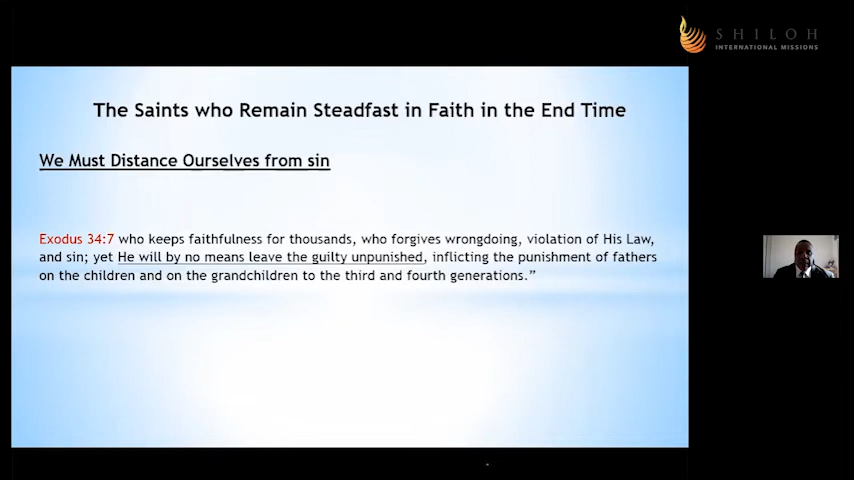 SHILOH
INTERNATIONAL MISSIONS
The Saints who Remain Steadfast in Faith in the End Time
We Must Distance Ourselves from sin
Exodus 34:7 who keeps faithfulness for thousands, who forgives wrongdoing, violation of His Law,
and sin; yet He will by no means leave the guilty unpunished, inflicting the punishment of fathers
on the children and on the grandchildren to the third and fourth generations.”